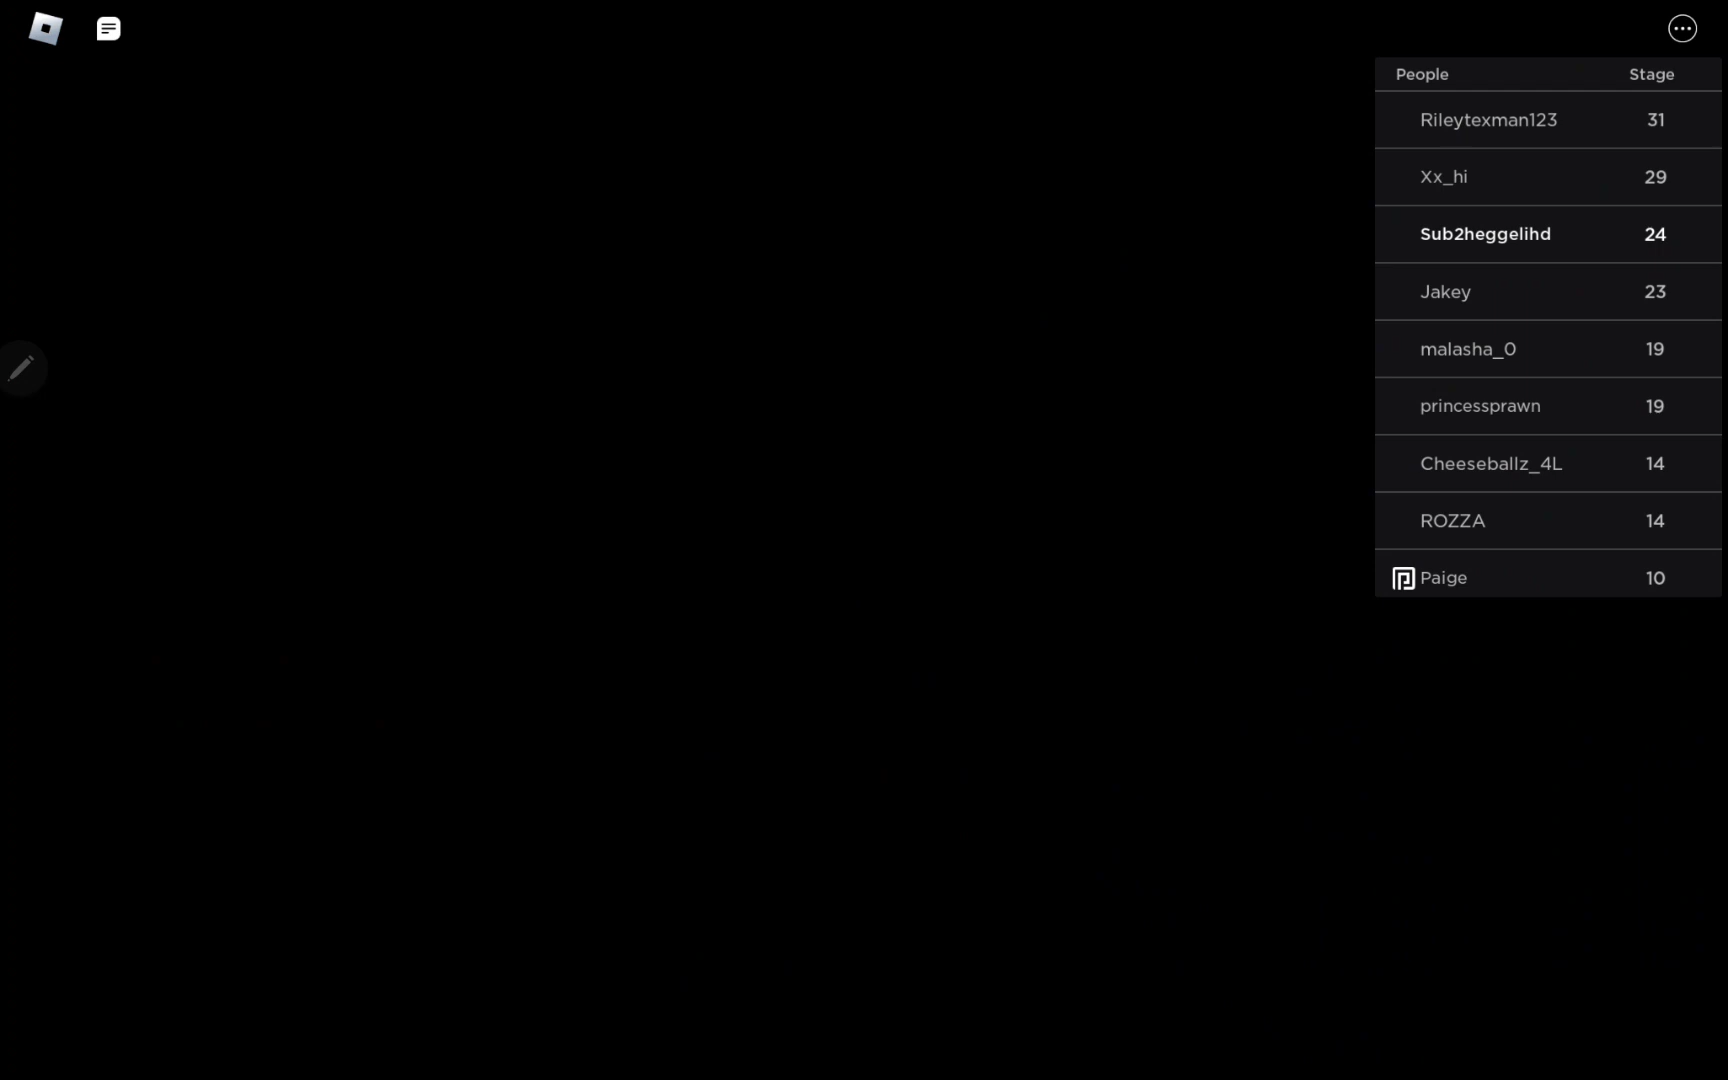 People Stage
Rileytexman123 31
Xx_hi 29
Sub2heggelihd 24
Jakey 23
malasha_0 19
princessprawn 19
Cheeseballz_4L 14
ROZZA 14
Paige 10